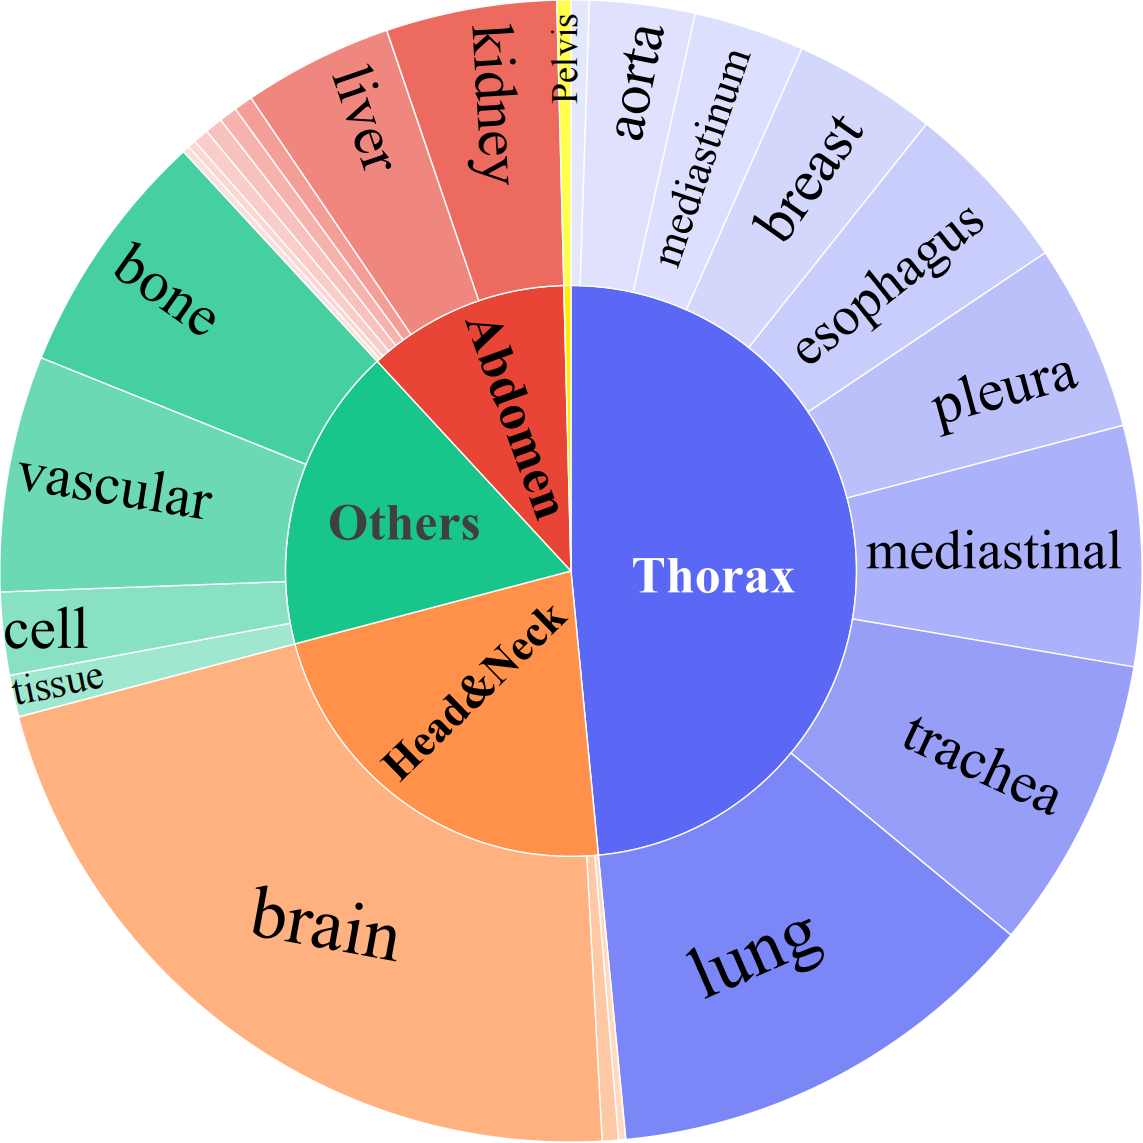 Pelvis
aorta
mediastinum
breast
esophagus
pleura
mediastinal
trachea
lung
brain
tissue
cell
vascular
bone
liver
kidney
Abdomen
Others
Thorax
Head&Neck